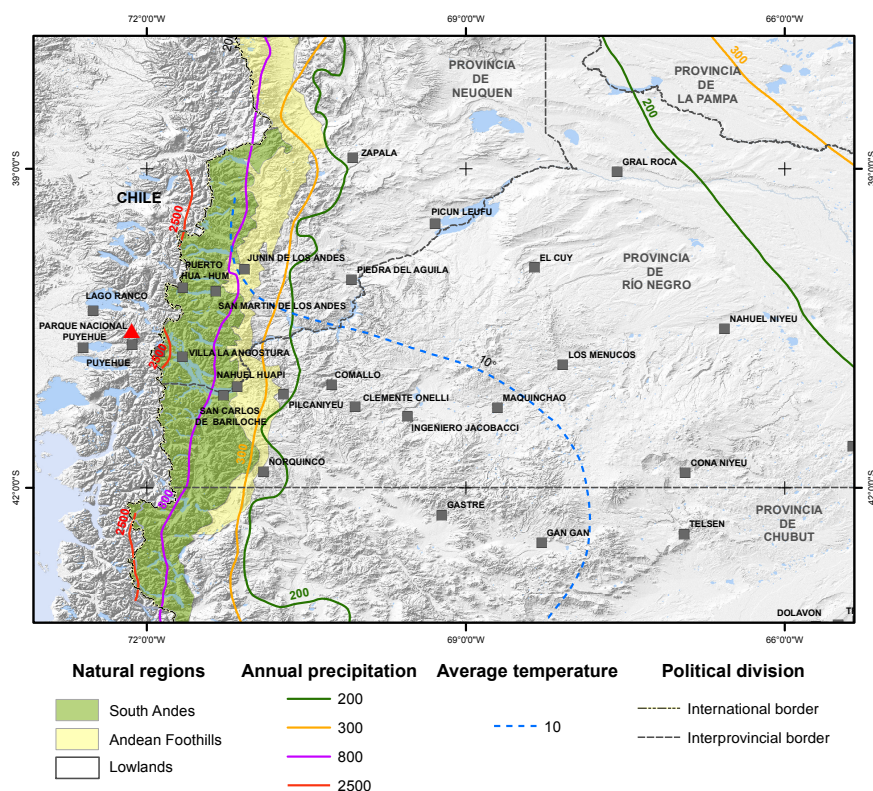 72°0'0"W
69°0'0"W
66°0'0"W
20
300
PROVINCIA
DE
NEUQUEN
PROVINCIA
DE
LA PAMPA
200
ZAPALA
GRAL ROCA
39°0'0"S
39°0'0"S
CHILE
2500
PICUN LEUFU
JUNIN DE LOS ANDES
EL CUY
PROVINCIA
DE
RÍO NEGRO
PUERTO
HUA - HUM
PIEDRA DEL AGUILA
LAGO RANCO
SAN MARTIN DE LOS ANDES
NAHUEL NIYEU
PARQUE NACIONAL
PUYEHUE
PUYEHUE
2500
VILLA LA ANGOSTURA
10°
LOS MENUCOS
NAHUEL HUAPI
COMALLO
SAN CARLOS
DE BARILOCHE
PILCANIYEU
CLEMENTE ONELLI
MAQUINCHAO
INGENIERO JACOBACCI
300
ÑORQUINCO
CONA NIYEU
42°0'0"S
42°0'0"S
800
2500
GASTRE
GAN GAN
TELSEN
PROVINCIA
DE
CHUBUT
200
DOLAVON
72°0'0"W
69°0'0"W
66°0'0"W
Natural regions
South Andes
Andean Foothills
Lowlands
Annual precipitation
200
300
800
2500
Average temperature
10
Political division
International border
Interprovincial border